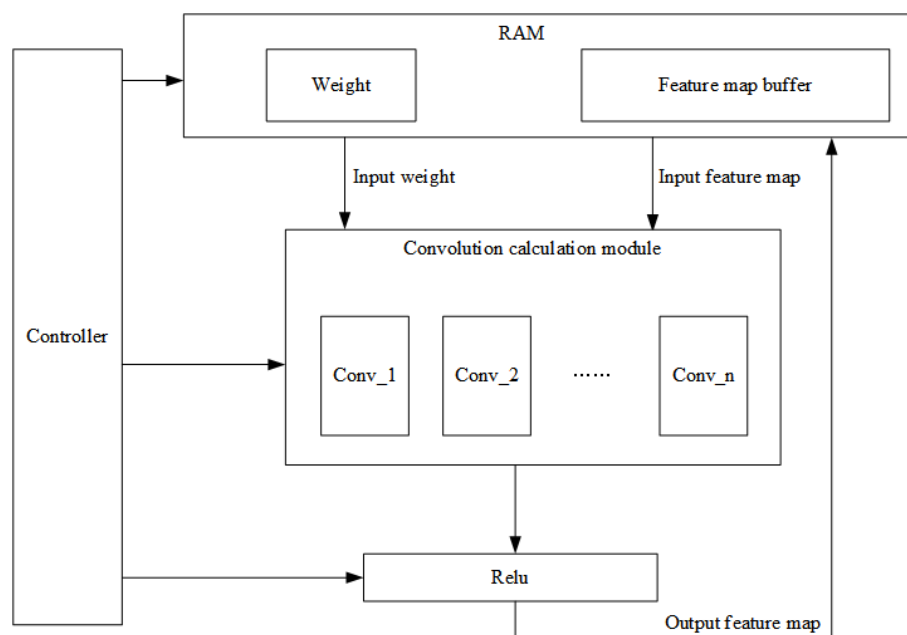 RAM
Weight
Feature map buffer
Input weight
Input feature map
Convolution calculation module
Controller
Conv_1
Conv_2
......
Conv_n
Relu
Output feature map